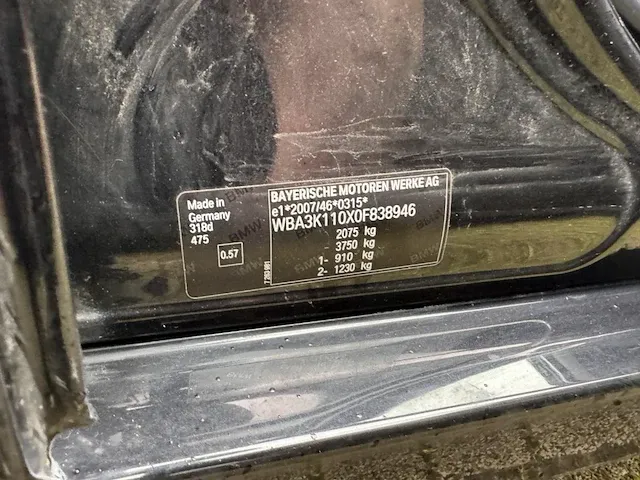 Made in
Germany
318d
475
0.57
BAYERISCHE MOTOREN WERKE AG
e1*2007/46*0315*
WBA3K110X0F838946
2075 kg
3750 kg
1- 910 kg
2- 1230 kg